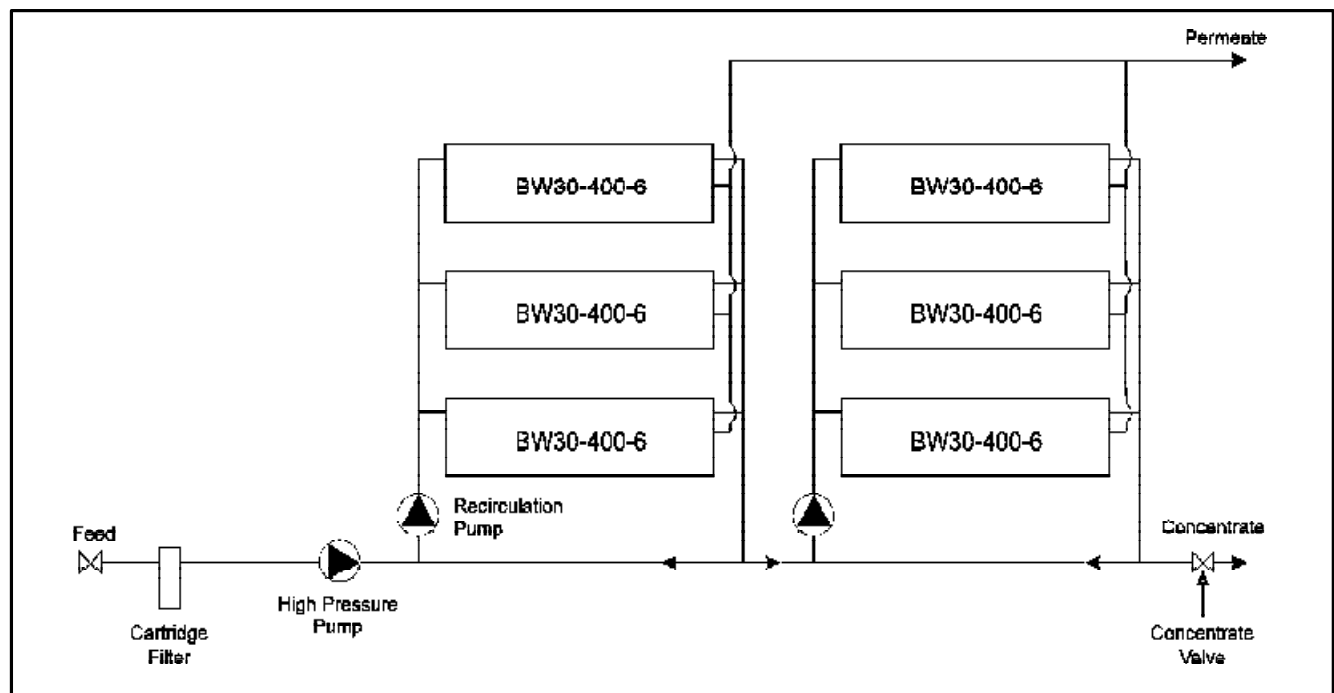 Permeate
BW30-400-6
BW30-400-6
BW30-400-6
BW30-400-6
BW30-400-6
BW30-400-6
Recirculation
Pump
Feed
Concentrate
High Pressure
Pump
Cartridge
Filter
Concentrate
Valve